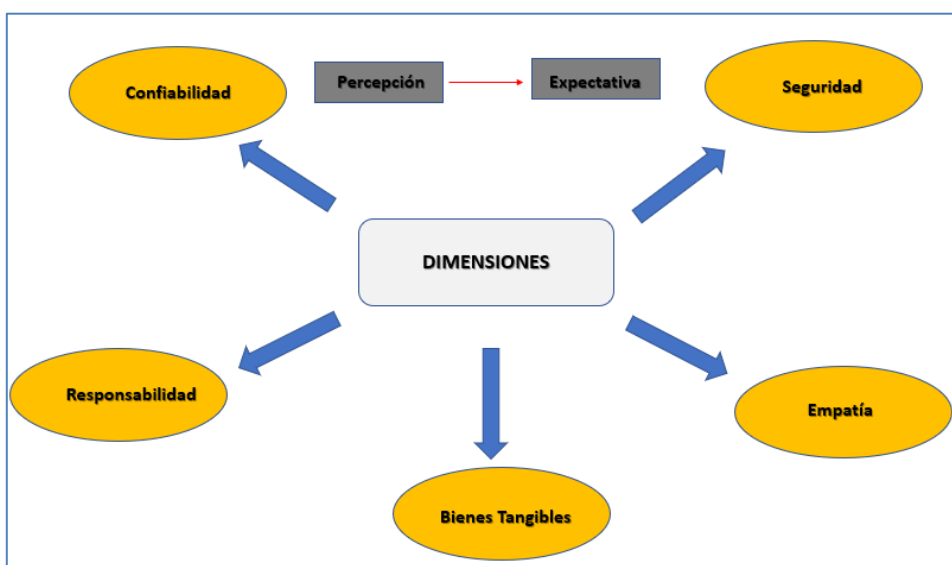 Confiabilidad
Percepción
Expectativa
Seguridad
DIMENSIONES
Responsabilidad
Empatía
Bienes Tangibles